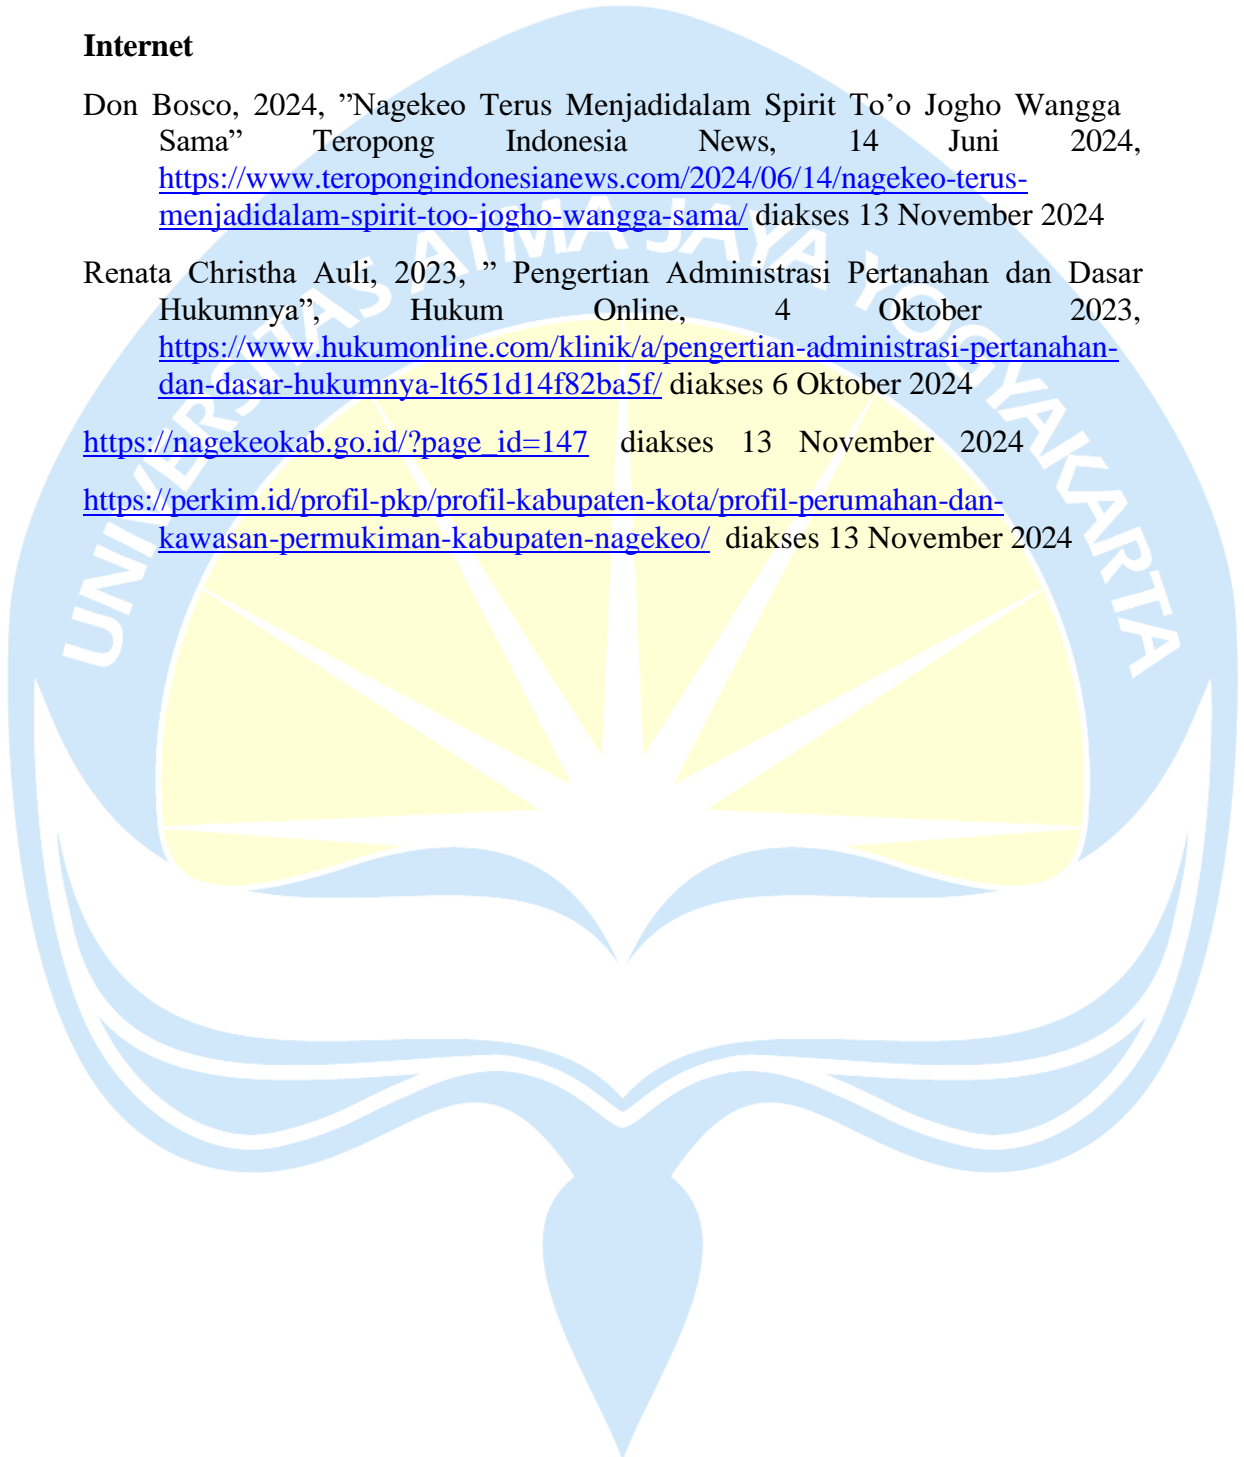 Internet
Don Bosco, 2024, ”Nagekeo Terus Menjadidalam Spirit To’o Jogho Wangga
Sama” Teropong Indonesia News, 14 Juni 2024,
https://www.teropongindonesianews.com/2024/06/14/nagekeo-terus-
menjadidalam-spirit-too-jogho-wangga-sama/ diakses 13 November 2024
Renata Christha Auli, 2023, ” Pengertian Administrasi Pertanahan dan Dasar
Hukumnya”, Hukum Online, 4 Oktober 2023,
https://www.hukumonline.com/klinik/a/pengertian-administrasi-pertanahan-
dan-dasar-hukumnya-lt651d14f82ba5f/ diakses 6 Oktober 2024
https://nagekeokab.go.id/?page_id=147 diakses 13 November 2024
https://perkim.id/profil-pkp/profil-kabupaten-kota/profil-perumahan-dan-
kawasan-permukiman-kabupaten-nagekeo/ diakses 13 November 2024
UNIVERSITAS ATMA JAYA YOGYAKARTA